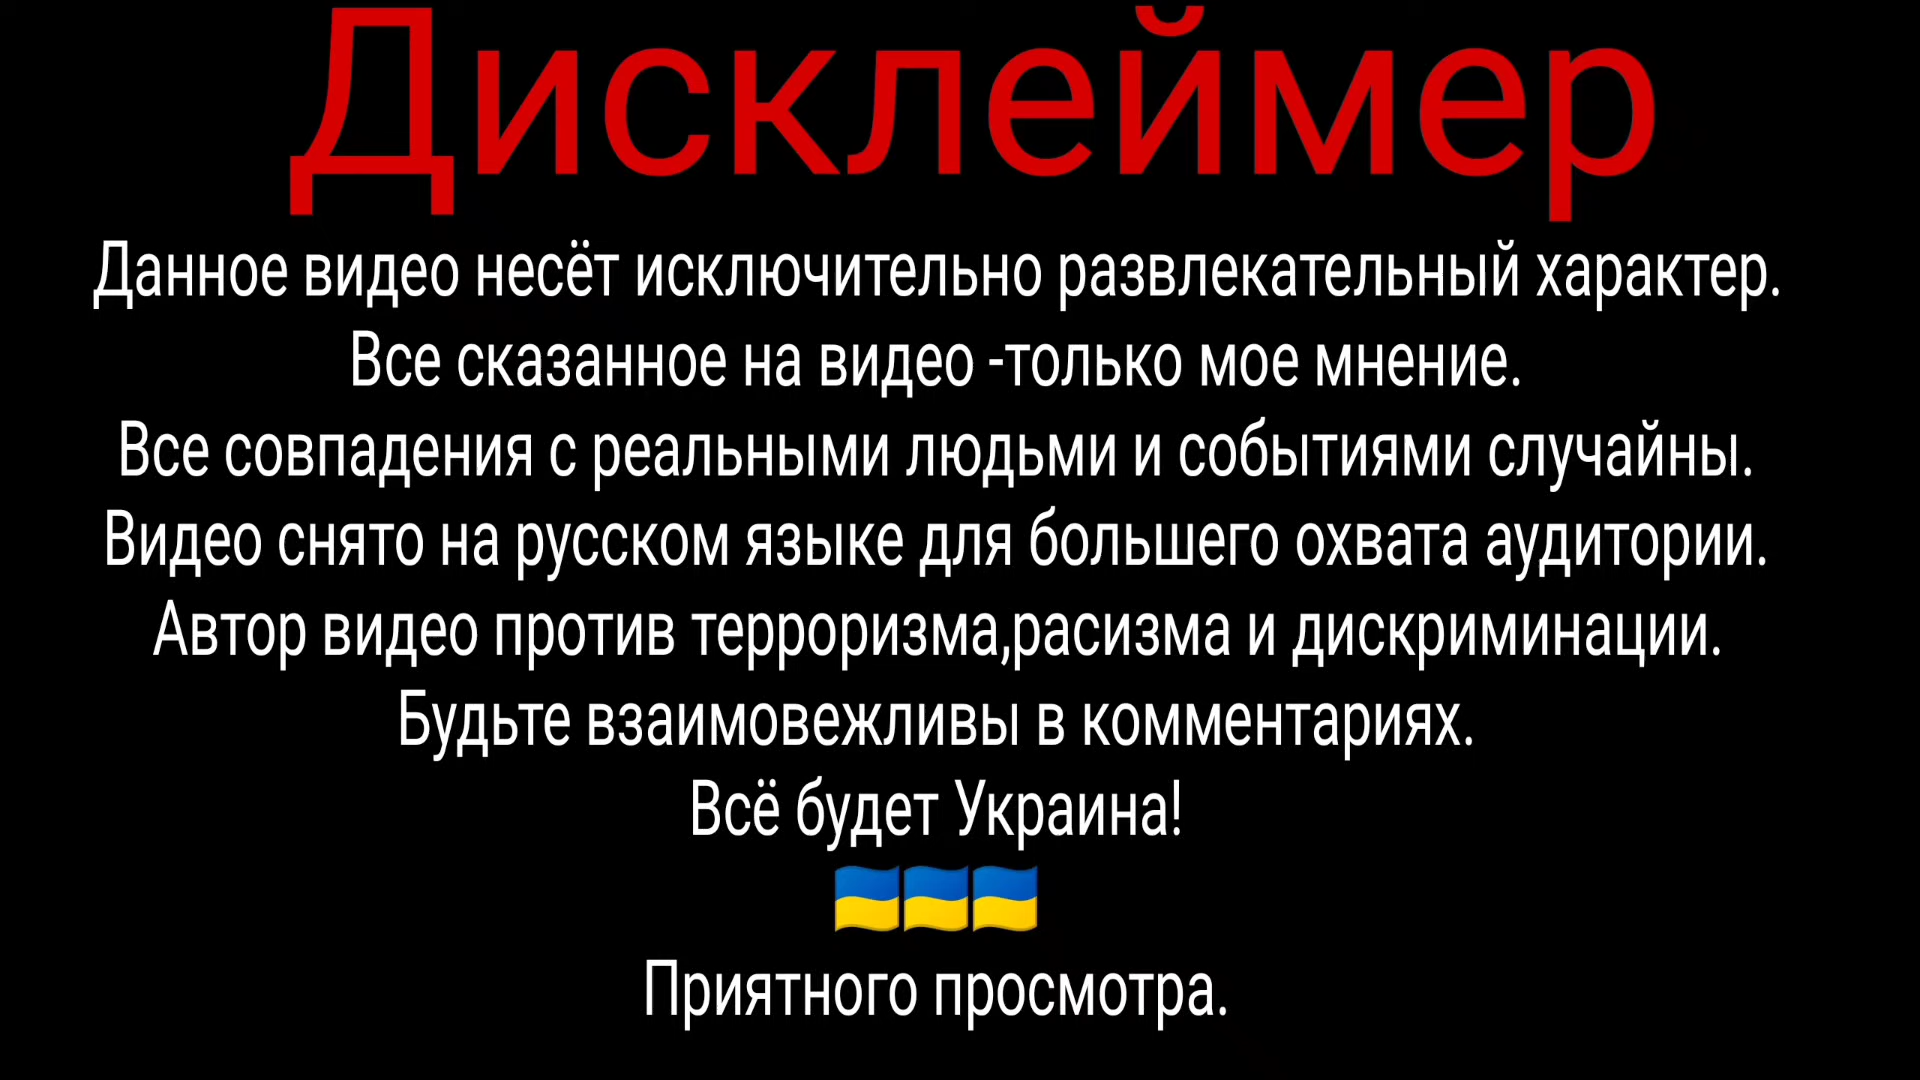 Дисклеймер
Данное видео несёт исключительно развлекательный характер.
Все сказанное на видео -только мое мнение.
Все совпадения с реальными людьми и событиями случайны.
Видео снято на русском языке для большего охвата аудитории.
Автор видео против терроризма,расизма и дискриминации.
Будьте взаимовежливы в комментариях.
Всё будет Украина!
🇺🇦🇺🇦🇺🇦
Приятного просмотра.